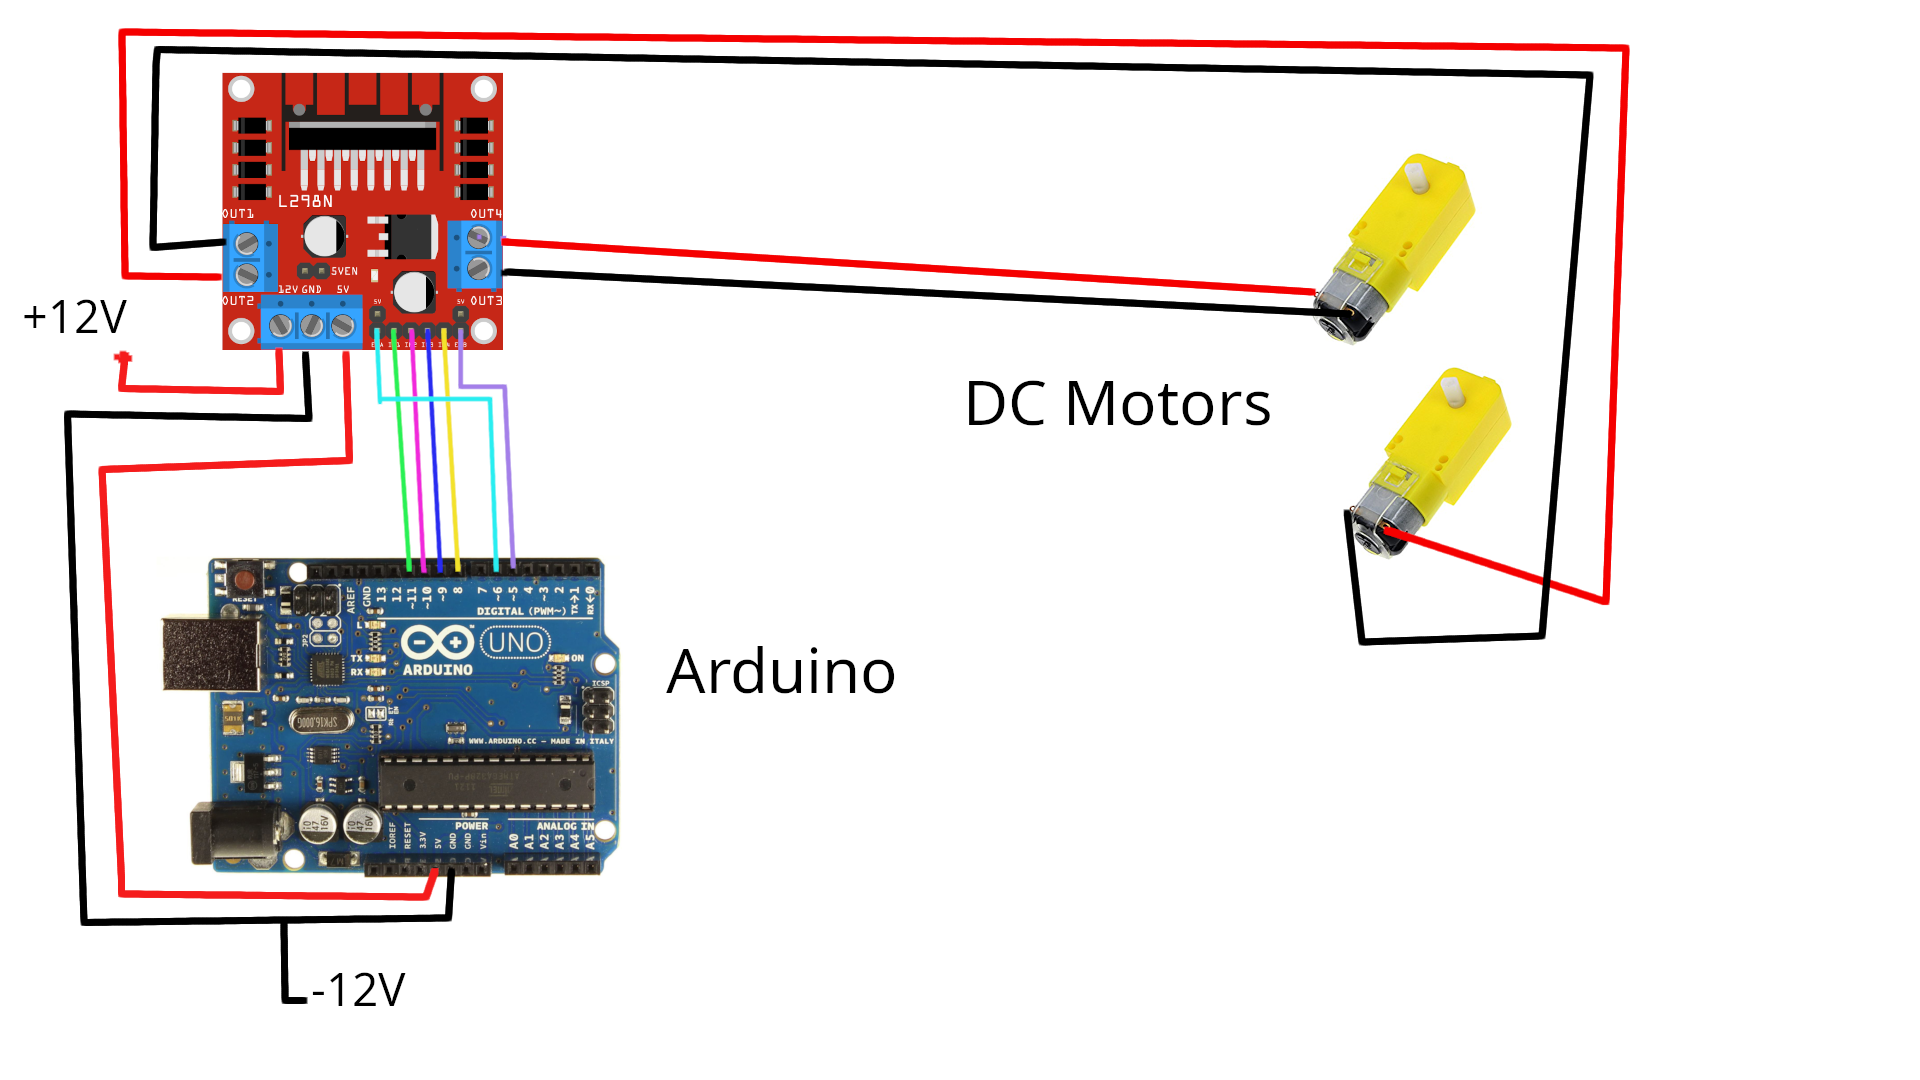 L298N
OUT1
OUT4
5VEN
12V GND 5V
OUT2
OUT3
5V
5V
+12V
DC Motors
RESET
AREF
GND
13
12
~11
~10
~9
8
7
~6
~5
4
~3
2
TX→1
RX←0
DIGITAL (PWM~)
L
TX
RX
UNO
ARDUINO
ON
ICSP
Arduino
WWW.ARDUINO.CC - MADE IN ITALY
POWER
ANALOG IN
IOREF
RESET
3.3V
5V
GND
GND
Vin
A0
A1
A2
A3
A4
A5
-12V